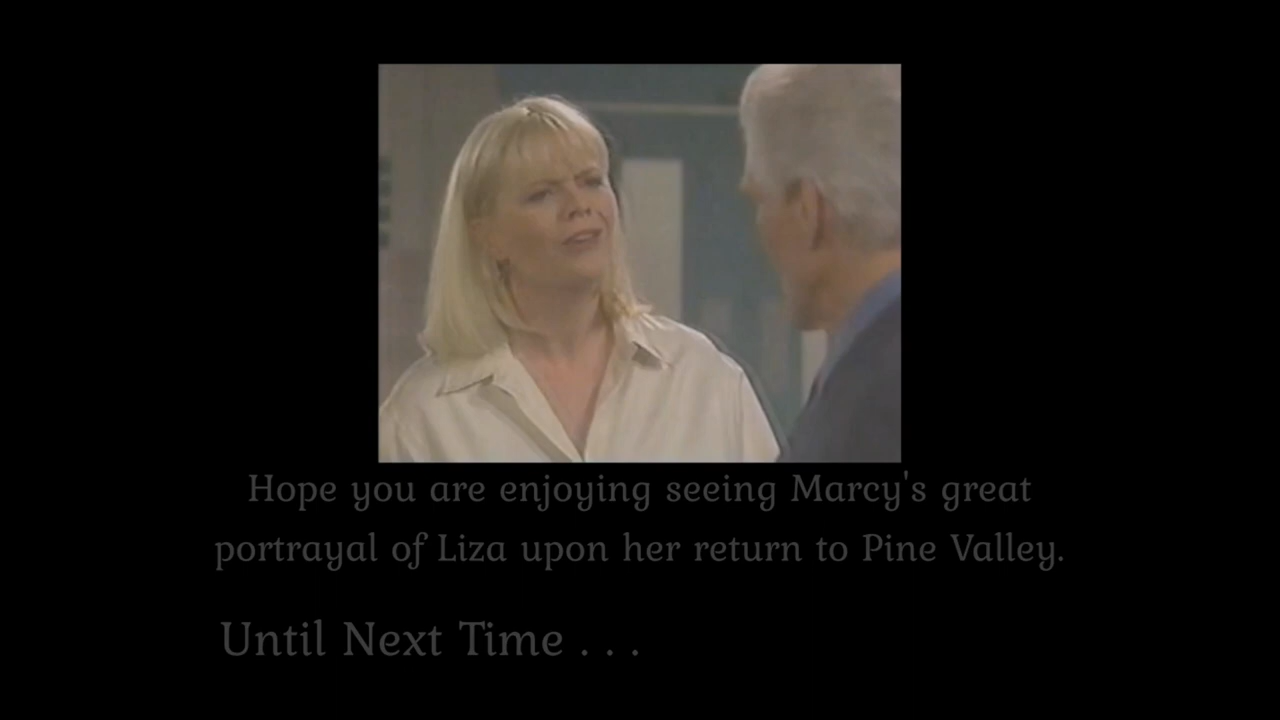 Hope you are enjoying seeing Marcy's great
portrayal of Liza upon her return to Pine Valley.
Until Next Time . . .